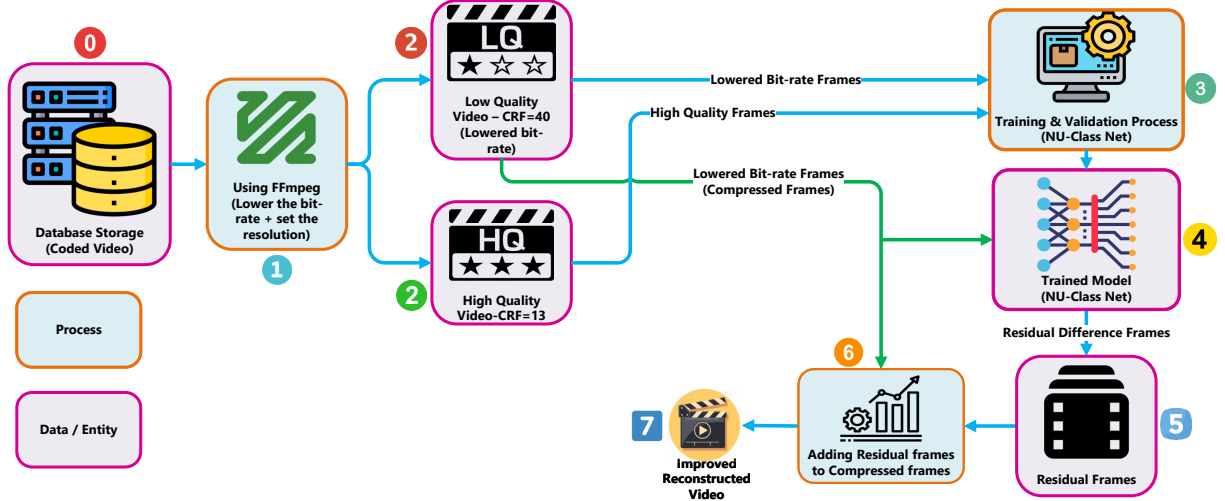 0
Database Storage
(Coded Video)
Using FFmpeg
(Lower the bit-
rate + set the
resolution)
1
2
LQ
Low Quality
Video – CRF=40
(Lowered bit-
rate)
HQ
2
High Quality
Video-CRF=13
Lowered Bit-rate Frames
High Quality Frames
Lowered Bit-rate Frames
(Compressed Frames)
3
Training & Validation Process
(NU-Class Net)
4
Trained Model
(NU-Class Net)
Residual Difference Frames
5
Residual Frames
6
Adding Residual frames
to Compressed frames
7
Improved
Reconstructed
Video
Process
Data / Entity